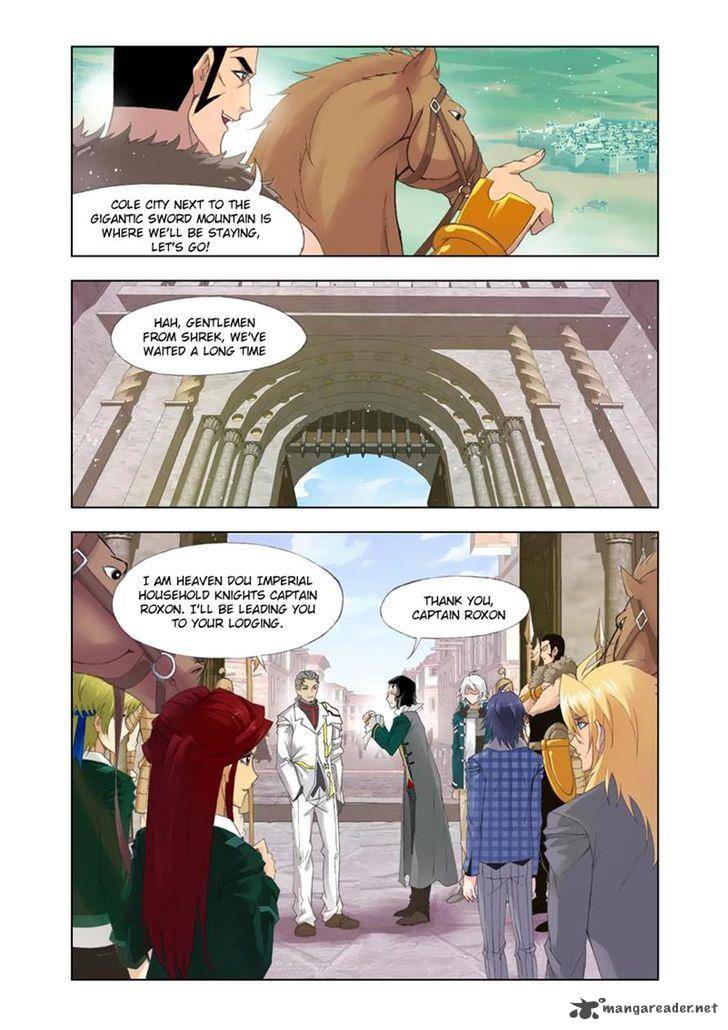 COLE CITY NEXT TO THE
GIGANTIC SWORD MOUNTAIN IS
WHERE WE'LL BE STAYING,
LET'S GO!
HAH, GENTLEMEN
FROM SHREK, WE'VE
WAITED A LONG TIME
I AM HEAVEN DOU IMPERIAL
HOUSEHOLD KNIGHTS CAPTAIN
ROXON. I'LL BE LEADING YOU
TO YOUR LODGING.
THANK YOU,
CAPTAIN ROXON
mangareader.net